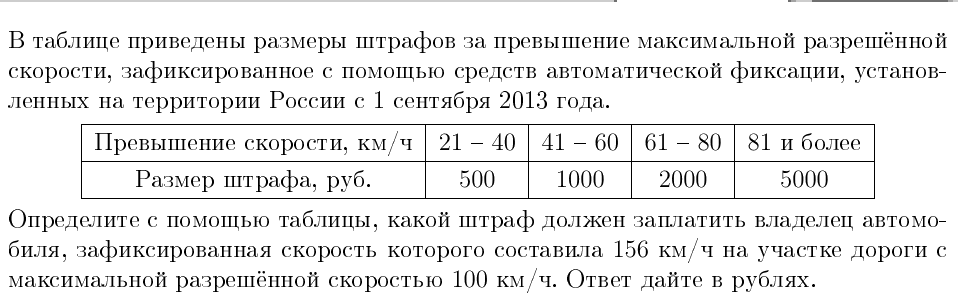 В таблице приведены размеры штрафов за превышение максимальной разрешённой
скорости, зафиксированное с помощью средств автоматической фиксации, установ-
ленных на территории России с 1 сентября 2013 года.
Превышение скорости, км/ч 21 – 40 41 – 60 61 – 80 81 и более
Размер штрафа, руб. 500 1000 2000 5000
Определите с помощью таблицы, какой штраф должен заплатить владелец автомо-
биля, зафиксированная скорость которого составила 156 км/ч на участке дороги с
максимальной разрешённой скоростью 100 км/ч. Ответ дайте в рублях.